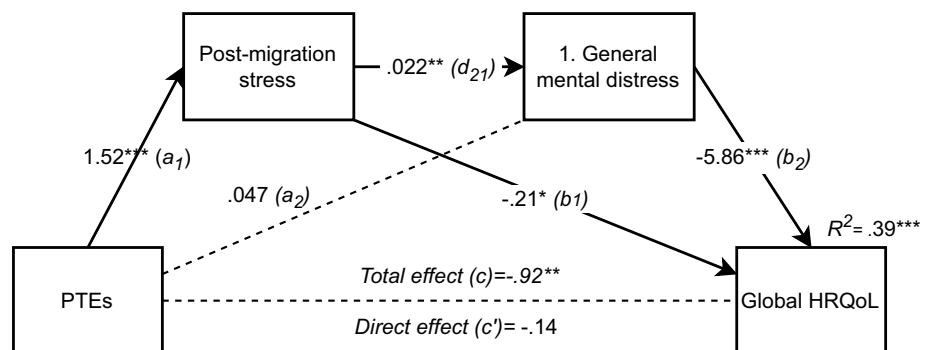 Post-migration
stress
.022** (d21)
1. General
mental distress
1.52*** (a1)
-5.86*** (b2)
.047 (a2)
-.21* (b1)
R2= .39***
PTEs
Total effect (c)=-.92**
Global HRQoL
Direct effect (c')= -.14